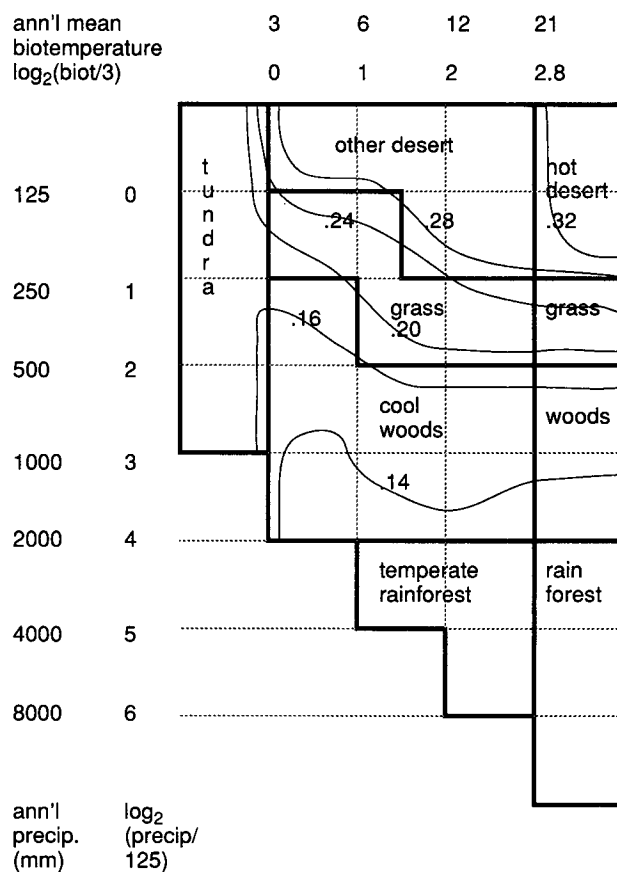 ann'l mean 3 6 12 21
biotemperature
log2(biot/3) 0 1 2 2.8
other desert
tundra
hot
desert
125 0
.24 .28 .32
250 1
grass grass
.16 .20
500 2
cool
woods woods
1000 3
.14
2000 4
temperate rain
rainforest forest
4000 5
8000 6
ann'l log2
precip. (precip/
(mm) 125)